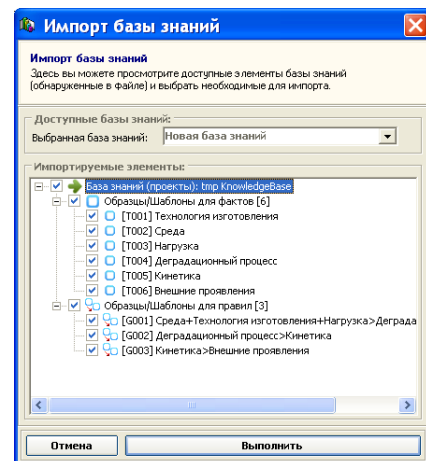 Импорт базы знаний
Импорт базы знаний
Здесь вы можете просмотрите доступные элементы базы знаний
(обнаруженные в файле) и выбрать необходимые для импорта.
Доступные базы знаний:
Выбранная база знаний: Новая база знаний
Импортируемые элементы:
База знаний (проекты): tmp KnowledgeBase
Образцы/Шаблоны для фактов [6]
[T001] Технология изготовления
[T002] Среда
[T003] Нагрузка
[T004] Деградационный процесс
[T005] Кинетика
[T006] Внешние проявления
Образцы/Шаблоны для правил [3]
[G001] Среда+Технология изготовления+Нагрузка>Деграда
[G002] Деградационный процесс>Кинетика
[G003] Кинетика>Внешние проявления
Отмена Выполнить